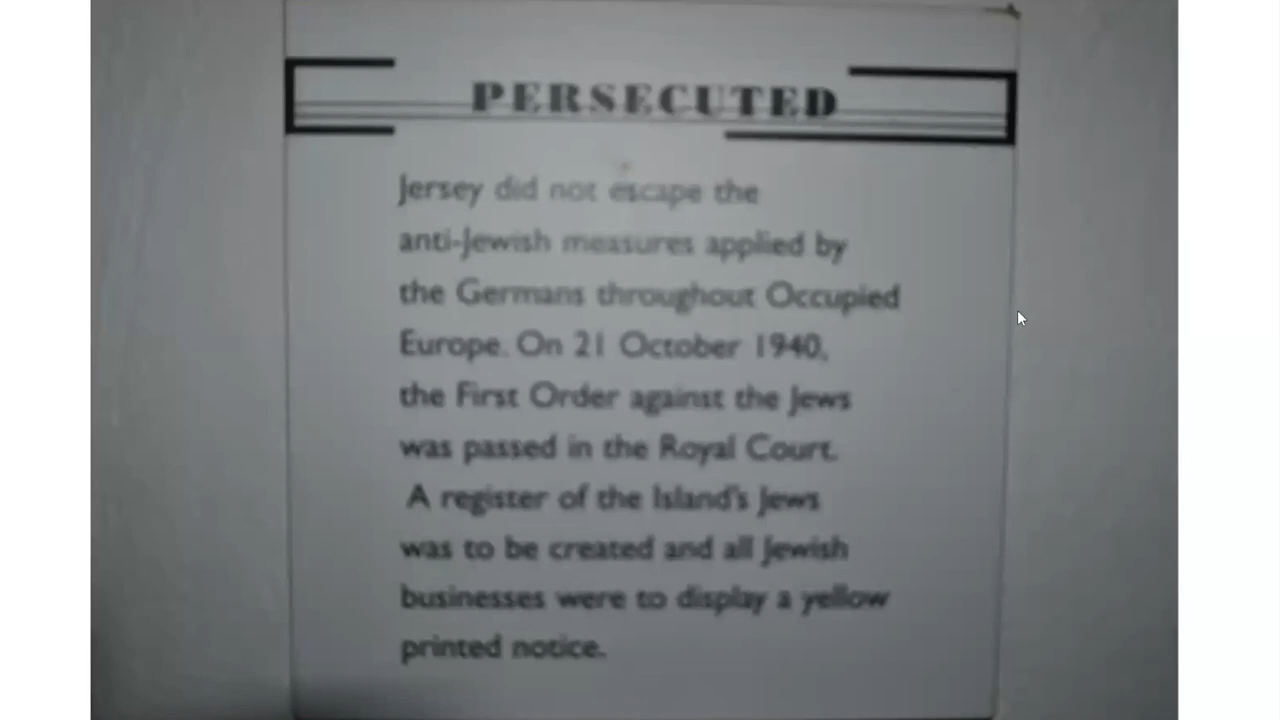 PERSECUTED
Jersey did not escape the
anti-Jewish measures applied by
the Germans throughout Occupied
Europe. On 21 October 1940,
the First Order against the Jews
was passed in the Royal Court.
A register of the Island's Jews
was to be created and all Jewish
businesses were to display a yellow
printed notice.